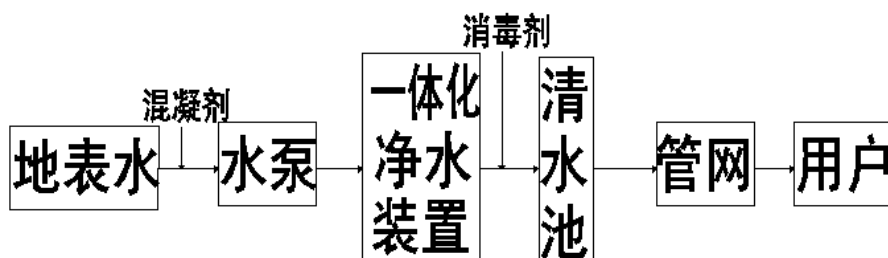 地表水
混凝剂
水泵
一体化
净水
装置
消毒剂
清
水
池
管网
用户